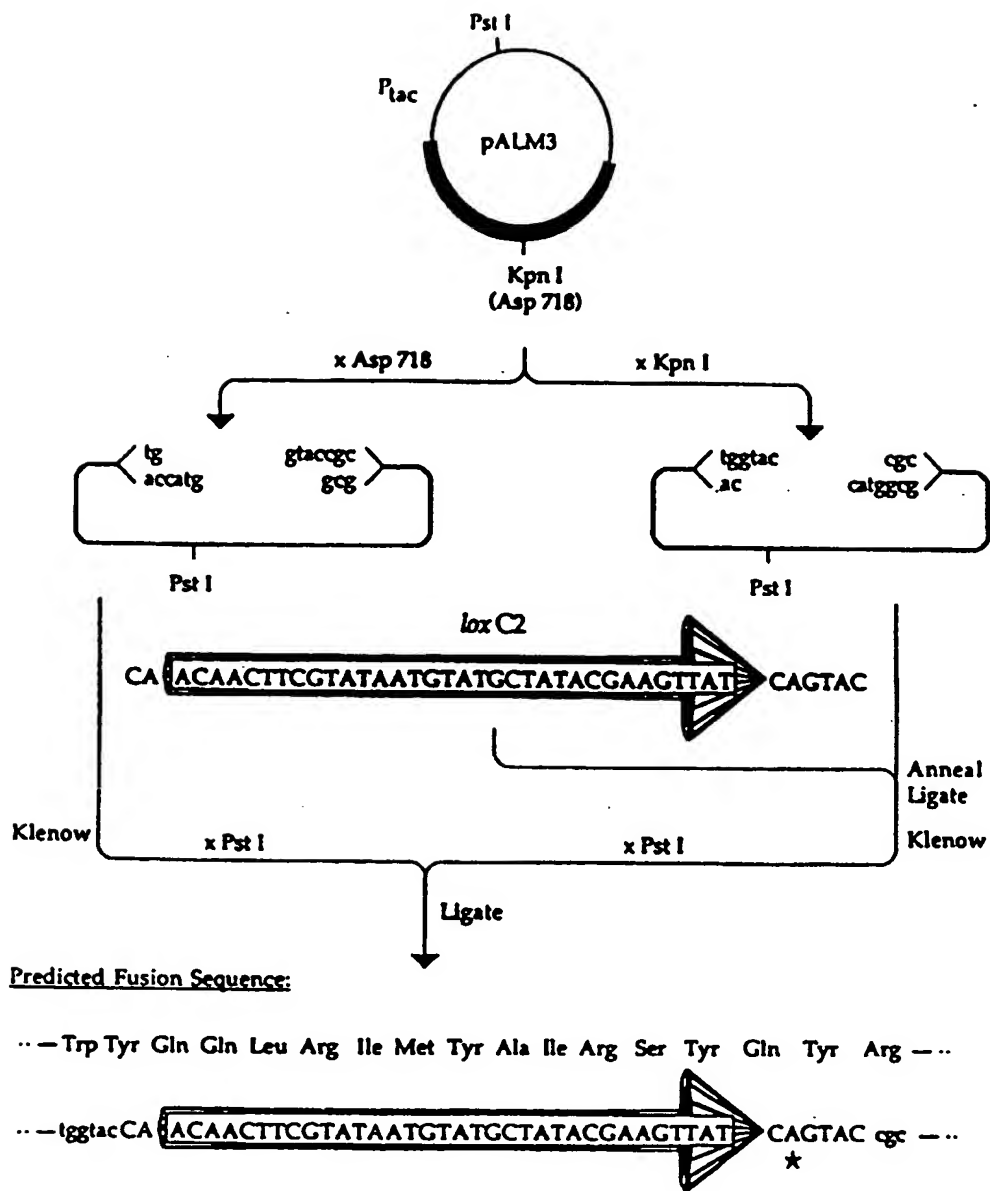 Pst I
Ptac
pALM3
Kpn I
(Asp 718)
x Asp 718
x Kpn I
tg
accatg
gtaccgc
gcg
tggtac
.ac
cgc
catggcg
Pst I
Pst I
lox C2
CA ACAACTTCGTATAATGTATGCTATACGAAGTTAT CAGTAC
Anneal
Ligate
Klenow
x Pst I
x Pst I
Klenow
Ligate
Predicted Fusion Sequence:
·· — Trp Tyr Gln Gln Leu Arg Ile Met Tyr Ala Ile Arg Ser Tyr Gln Tyr Arg — ··
·· — tggtac CA ACAACTTCGTATAATGTATGCTATACGAAGTTAT CAGTAC cgc — ··
*